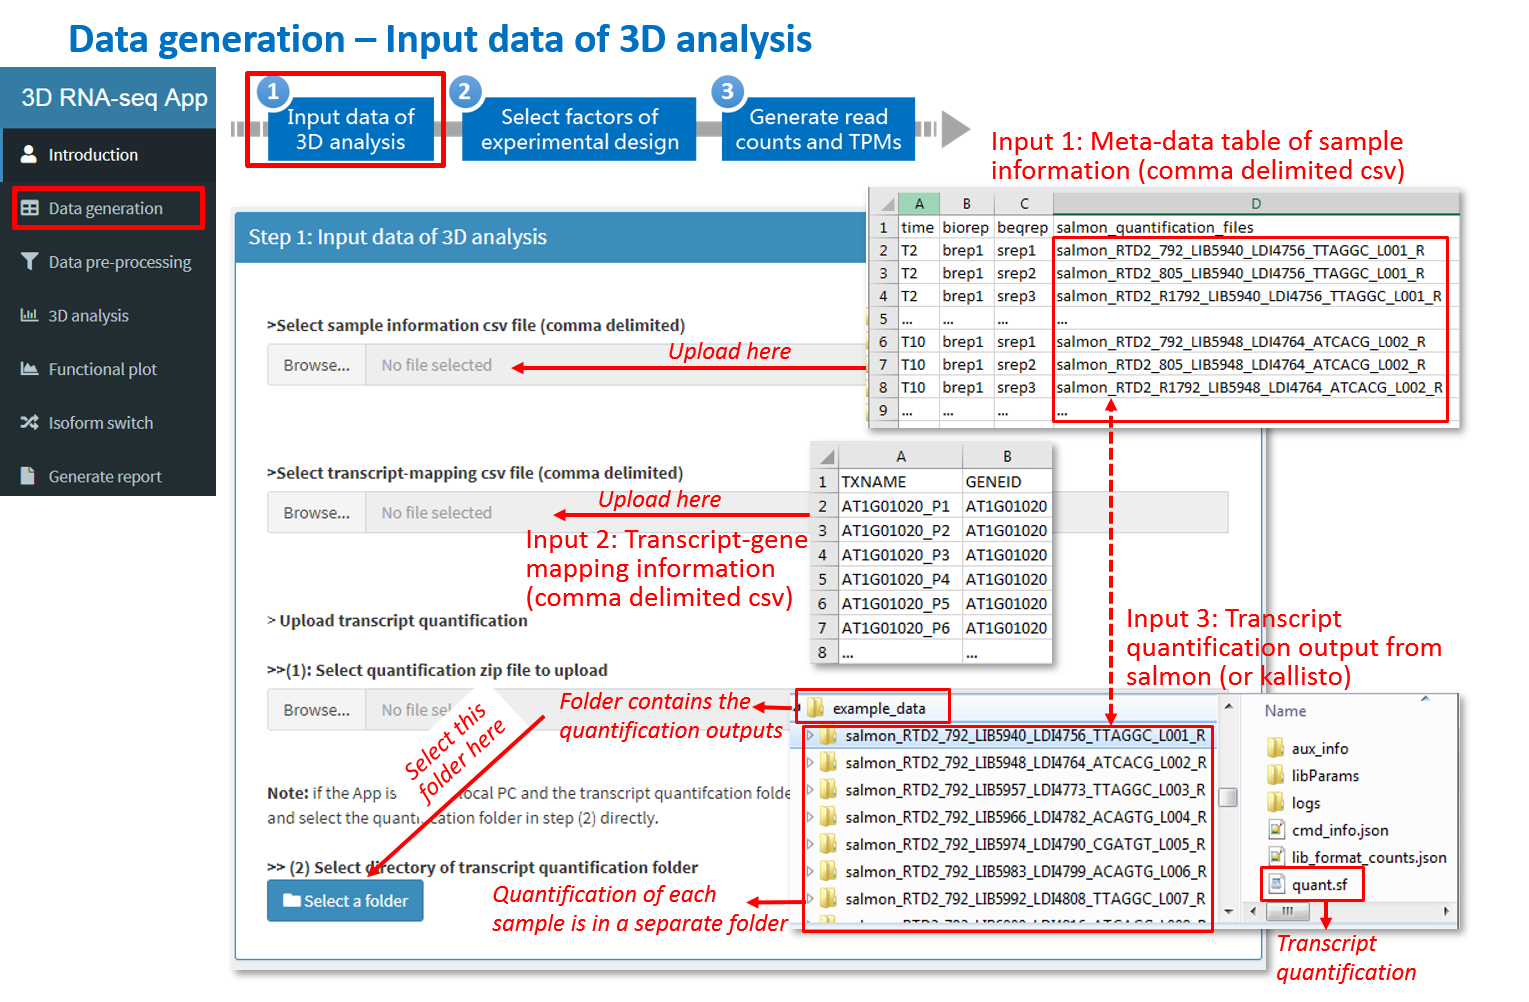 Data generation – Input data of 3D analysis
3D RNA-seq App
Introduction
Data generation
Data pre-processing
3D analysis
Functional plot
Isoform switch
Generate report
1
Input data of
3D analysis
2
Select factors of
experimental design
3
Generate read
counts and TPMs
Input 1: Meta-data table of sample
information (comma delimited csv)
A B C D
1 time biorep beqrep salmon_quantification_files
2 T2 brep1 srep1 salmon_RTD2_792_LIB5940_LDI4756_TTAGGC_L001_R
3 T2 brep1 srep2 salmon_RTD2_805_LIB5940_LDI4756_TTAGGC_L001_R
4 T2 brep1 srep3 salmon_RTD2_R1792_LIB5940_LDI4756_TTAGGC_L001_R
5 ... ... ... ...
6 T10 brep1 srep1 salmon_RTD2_792_LIB5948_LDI4764_ATCACG_L002_R
7 T10 brep1 srep2 salmon_RTD2_805_LIB5948_LDI4764_ATCACG_L002_R
8 T10 brep1 srep3 salmon_RTD2_R1792_LIB5948_LDI4764_ATCACG_L002_R
9 ... ... ... ...
Step 1: Input data of 3D analysis
>Select sample information csv file (comma delimited)
Browse... No file selected
Upload here
>Select transcript-mapping csv file (comma delimited)
Browse... No file selected
Upload here
Input 2: Transcript-gene
mapping information
(comma delimited csv)
A B
1 TXNAME GENEID
2 AT1G01020_P1 AT1G01020
3 AT1G01020_P2 AT1G01020
4 AT1G01020_P3 AT1G01020
5 AT1G01020_P4 AT1G01020
6 AT1G01020_P5 AT1G01020
7 AT1G01020_P6 AT1G01020
8 ... ...
> Upload transcript quantification
>>(1): Select quantification zip file to upload
Browse... No file
Input 3: Transcript
quantification output from
salmon (or kallisto)
Folder contains the
quantification outputs
Select this
folder here
example_data
salmon_RTD2_792_LIB5940_LDI4756_TTAGGC_L001_R
salmon_RTD2_792_LIB5948_LDI4764_ATCACG_L002_R
salmon_RTD2_792_LIB5957_LDI4773_TTAGGC_L003_R
salmon_RTD2_792_LIB5966_LDI4782_ACAGTG_L004_R
salmon_RTD2_792_LIB5974_LDI4790_CGATGT_L005_R
salmon_RTD2_792_LIB5983_LDI4799_ACAGTG_L006_R
salmon_RTD2_792_LIB5992_LDI4808_TTAGGC_L007_R
Name
aux_info
libParams
logs
cmd_info.json
lib_format_counts.json
quant.sf
Transcript
quantification
Note: if the App is local PC and the transcript quantifcation folde
and select the quantification folder in step (2) directly.
>> (2) Select directory of transcript quantification folder
Select a folder
Quantification of each
sample is in a separate folder